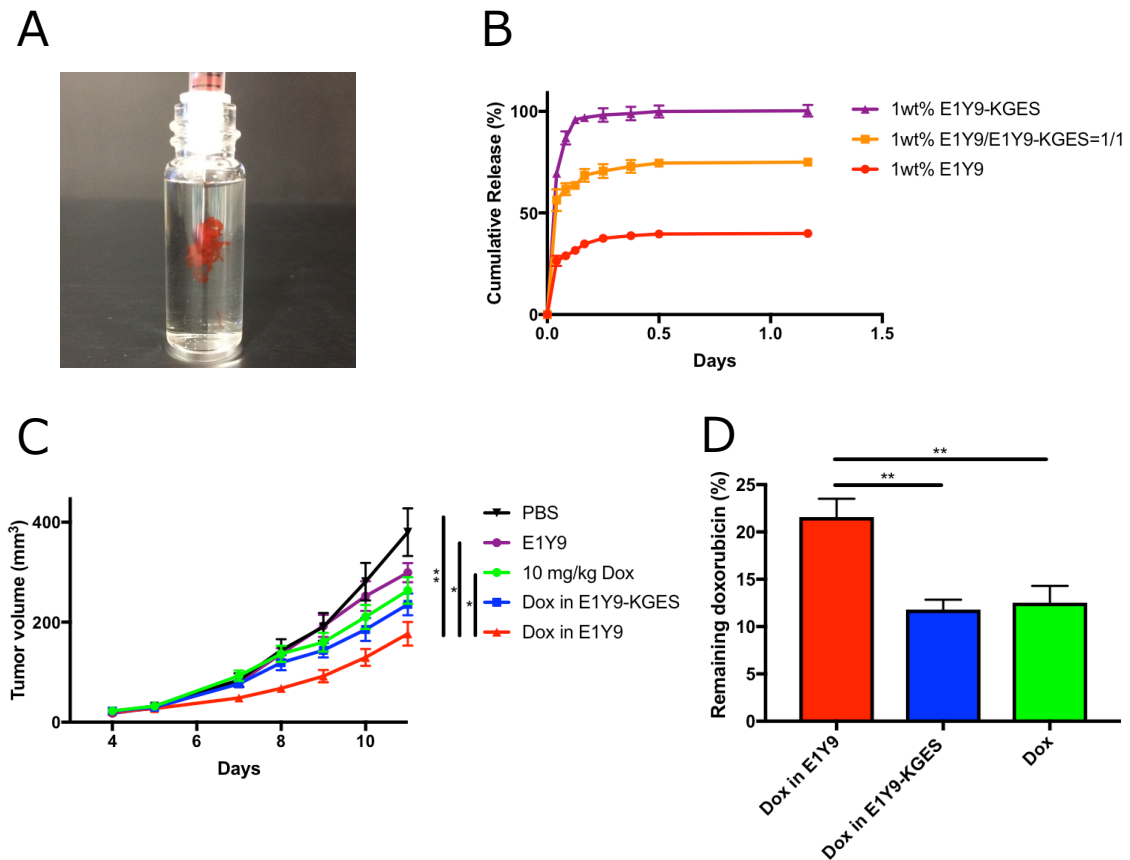 A
B
Cumulative Release (%)
100
50
0
0.0
0.5
1.0
1.5
Days
1wt% E1Y9-KGES
1wt% E1Y9/E1Y9-KGES=1/1
1wt% E1Y9
C
Tumor volume (mm³)
400
200
0
4
6
8
10
Days
PBS
E1Y9
10 mg/kg Dox
Dox in E1Y9-KGES
Dox in E1Y9
**
*
*
D
Remaining doxorubicin (%)
25
20
15
10
5
0
**
**
Dox in E1Y9
Dox in E1Y9-KGES
Dox